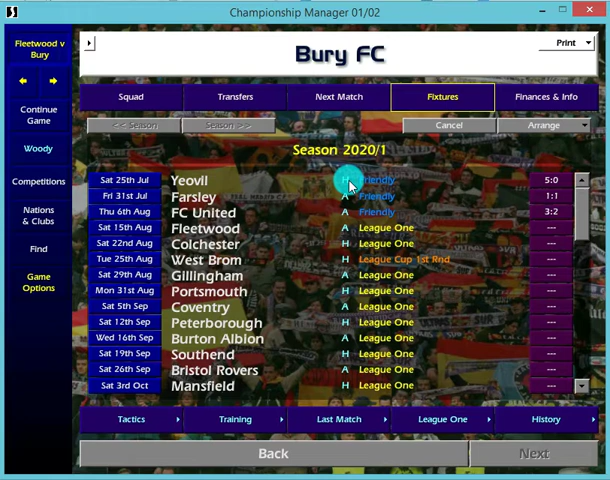 Championship Manager 01/02
Fleetwood v
Bury
Continue
Game
Woody
Competitions
Nations
& Clubs
Find
Game
Options
Bury FC
Print
Squad
Transfers
Next Match
Fixtures
Finances & Info
<< Season
Season >>
Cancel
Arrange
Season 2020/1
Sat 25th Jul Yeovil H Friendly 5:0
Fri 31st Jul Farsley A Friendly 1:1
Thu 6th Aug FC United A Friendly 3:2
Sat 15th Aug Fleetwood A League One ---
Sat 22nd Aug Colchester H League One ---
Tue 25th Aug West Brom H League Cup 1st Rnd ---
Sat 29th Aug Gillingham A League One ---
Mon 31st Aug Portsmouth H League One ---
Sat 5th Sep Coventry A League One ---
Sat 12th Sep Peterborough H League One ---
Wed 16th Sep Burton Albion A League One ---
Sat 19th Sep Southend H League One ---
Sat 26th Sep Bristol Rovers A League One ---
Sat 3rd Oct Mansfield H League One ---
Tactics
Training
Last Match
League One
History
Back
Next